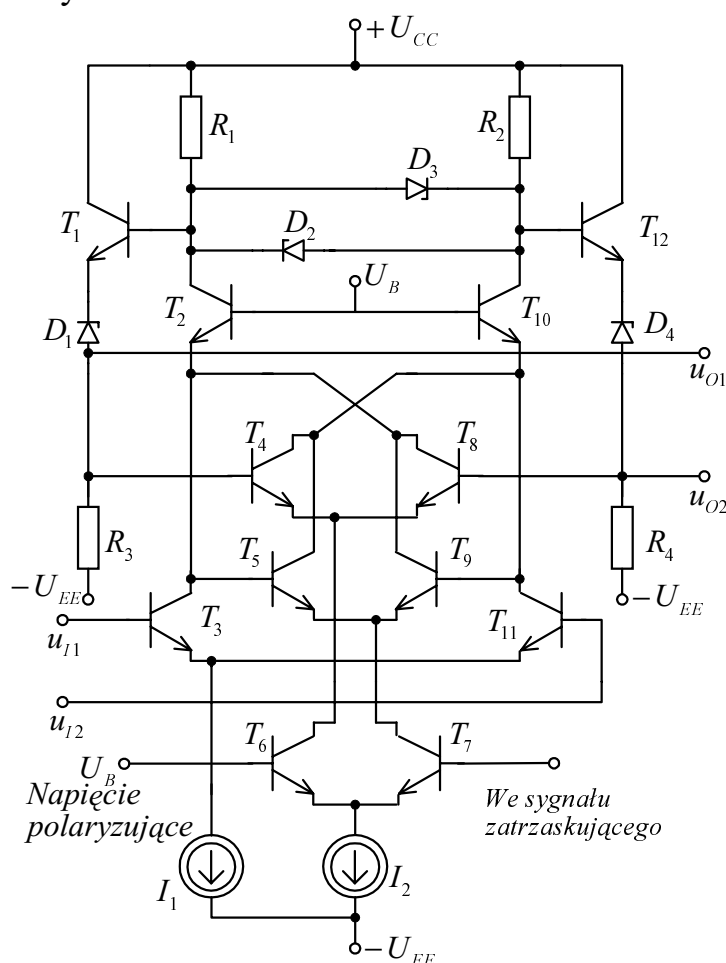 +U_CC
R_1
R_2
D_3
T_1
D_2
T_12
U_B
T_2
T_10
D_1
D_4
u_O1
T_4
T_8
u_O2
R_3
T_5
T_9
R_4
-U_EE
-U_EE
T_3
T_11
u_I1
u_I2
T_6
T_7
U_B
Napięcie
polaryzujące
We sygnału
zatrzaskującego
I_1
I_2
-U_EE